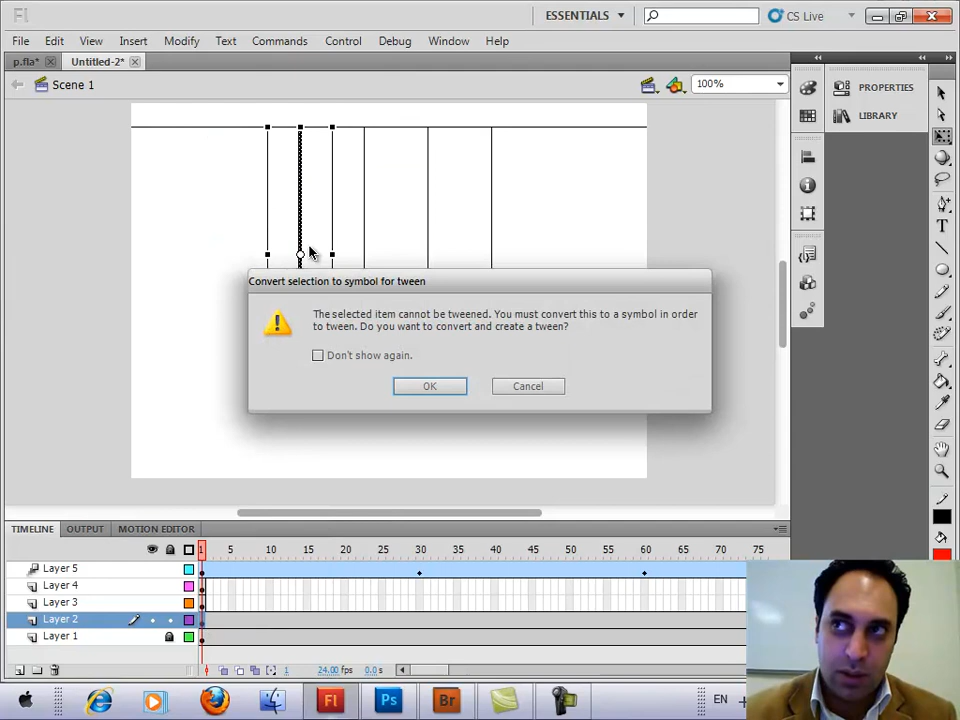 Fl
ESSENTIALS
CS Live
File Edit View Insert Modify Text Commands Control Debug Window Help
p.fla*
Untitled-2*
Scene 1
100%
PROPERTIES
LIBRARY
Convert selection to symbol for tween
The selected item cannot be tweened. You must convert this to a symbol in order
to tween. Do you want to convert and create a tween?
Don't show again.
OK
Cancel
TIMELINE OUTPUT MOTION EDITOR
1 5 10 15 20 25 30 35 40 45 50 55 60 65 70 75
Layer 5
Layer 4
Layer 3
Layer 2
Layer 1
1 24.00 fps 0.0 s
Fl
Ps
Br
EN